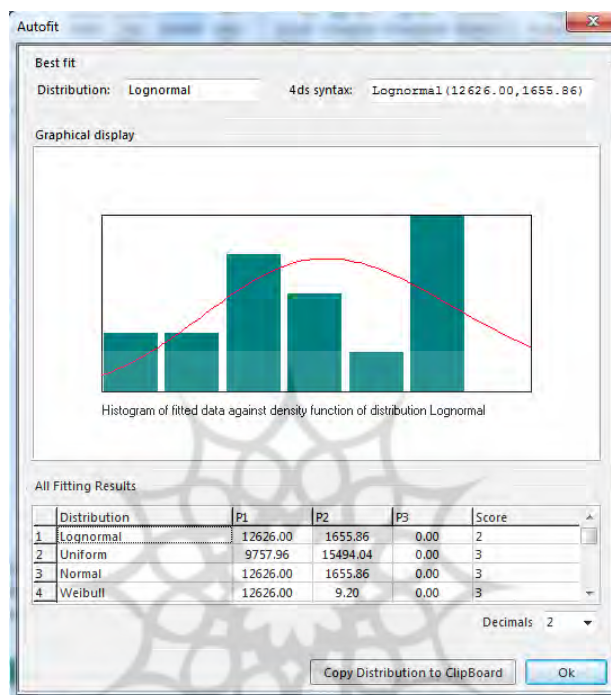 Autofit
Best fit
Distribution: Lognormal 4ds syntax: Lognormal(12626.00,1655.86)
Graphical display
Histogram of fitted data against density function of distribution Lognormal
All Fitting Results
Distribution P1 P2 P3 Score
1 Lognormal 12626.00 1655.86 0.00 2
2 Uniform 9757.96 15494.04 0.00 3
3 Normal 12626.00 1655.86 0.00 3
4 Weibull 12626.00 9.20 0.00 3
Decimals 2
Copy Distribution to ClipBoard Ok